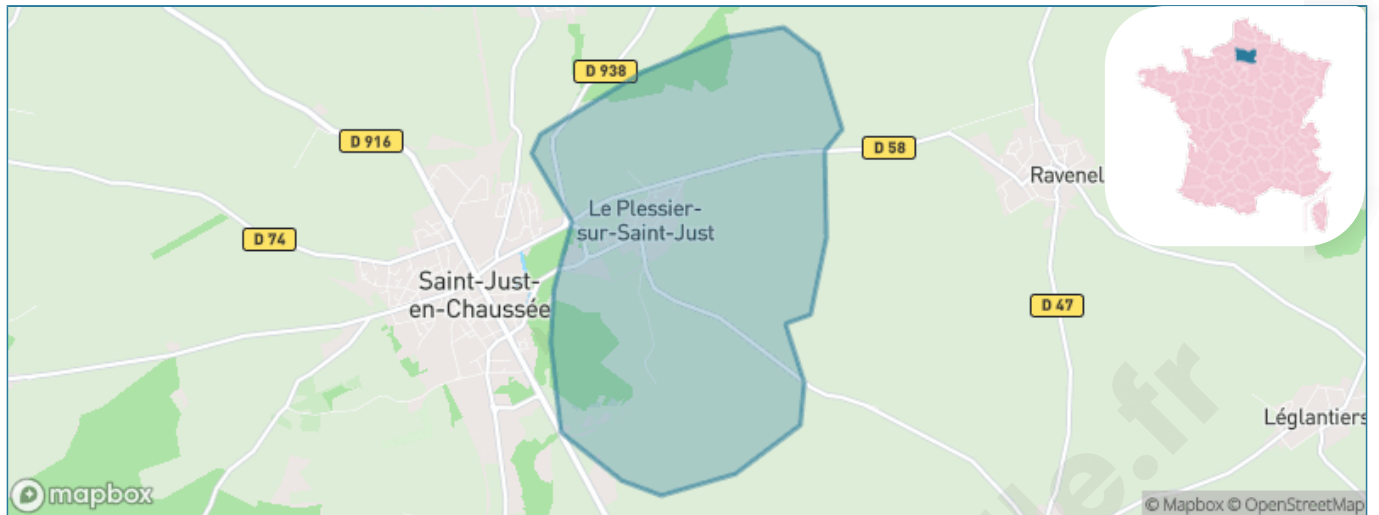 D 938
D 916
D 58
Ravenel
Le Plessier-
sur-Saint-Just
D 74
Saint-Just-
en-Chaussée
D 47
Léglantiers
mapbox
© Mapbox © OpenStreetMap